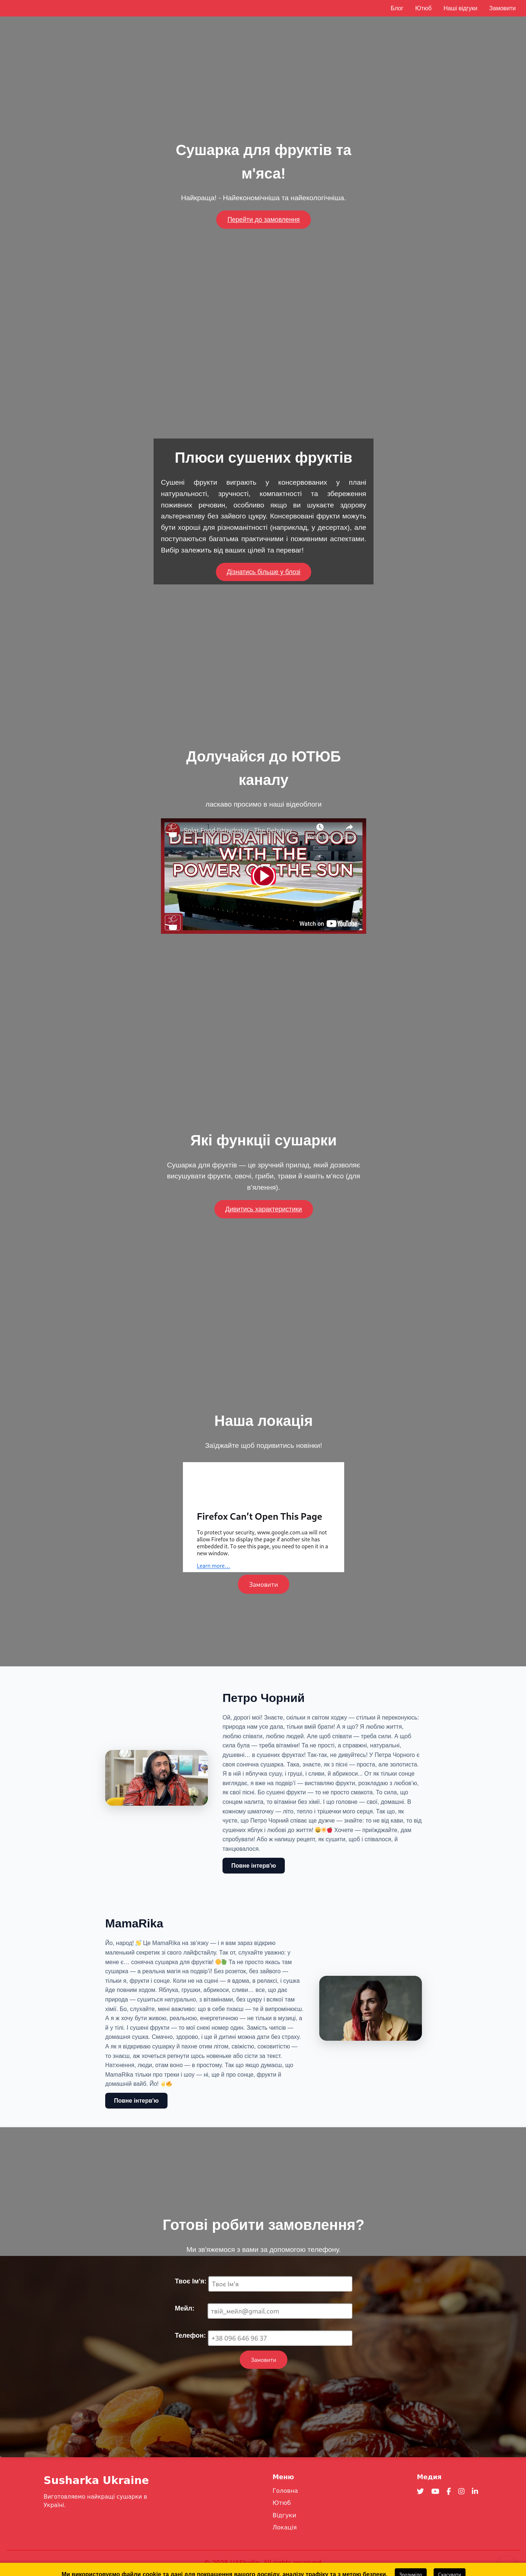 Блог Ютюб Наші відгуки Замовити
Сушарка для фруктів та
м'яса!
Найкраща! - Найекономічніша та найекологічніша.
Перейти до замовлення
Плюси сушених фруктів
Сушені фрукти виграють у консервованих у плані
натуральності, зручності, компактності та збереження
поживних речовин, особливо якщо ви шукаєте здорову
альтернативу без зайвого цукру. Консервовані фрукти можуть
бути хороші для різноманітності (наприклад, у десертах), але
поступаються багатьма практичними і поживними аспектами.
Вибір залежить від ваших цілей та переваг!
Дізнатись більше у блозі
Долучайся до ЮТЮБ
каналу
ласкаво просимо в наші відеоблоги
DEHYDRATING FOOD
WITH THE
POWER OF THE SUN
Watch on YouTube
Які функції сушарки
Сушарка для фруктів — це зручний прилад, який дозволяє
висушувати фрукти, овочі, гриби, трави й навіть м'ясо (для
в'ялення).
Дивитись характеристики
Наша локація
Заїджайте щоб подивитись новінки!
Firefox Can't Open This Page
To protect your security, www.google.com.ua will not
allow Firefox to display the page if another site has
embedded it. To see this page, you need to open it in a
new window.
Learn more…
Замовити
Петро Чорний
Ой, дорогі мої! Знаєте, скільки я світом ходжу — стільки й переконуюсь:
природа нам усе дала, тільки вмій брати! А я що? Я люблю життя,
люблю співати, люблю людей. Але щоб співати — треба сили. А щоб
сила була — треба вітаміни! Та не прості, а справжні, натуральні,
душевні… в сушених фруктах! Так-так, не дивуйтесь! У Петра Чорного є
своя сонячна сушарка. Така, знаєте, як з пісні — проста, але золотиста.
Я в ній і яблучка сушу, і груші, і сливи, й абрикоси… От як тільки сонце
виглядає, я вже на подвір'ї — виставляю фрукти, розкладаю з любов'ю,
як свої пісні. Бо сушені фрукти — то не просто смакота. То сила, що
сонцем налита, то вітаміни без хімії. І що головне — свої, домашні. В
кожному шматочку — літо, тепло і трішечки мого серця. Так що, як
чуєте, що Петро Чорний співає ще дужче — знайте: то не від кави, то від
сушених яблук і любові до життя! 😄☀️🍎 Хочете — приїжджайте, дам
спробувати! Або ж напишу рецепт, як сушити, щоб і співалося, й
танцювалося.
Повне інтерв'ю
MamaRika
Йо, народ! 💅 Це MamaRika на зв'язку — і я вам зараз відкрию
маленький секретик зі свого лайфстайлу. Так от, слухайте уважно: у
мене є… сонячна сушарка для фруктів! 🌞🍏 Та не просто якась там
сушарка — а реальна магія на подвір'ї! Без розеток, без зайвого —
тільки я, фрукти і сонце. Коли не на сцені — я вдома, в релаксі, і сушка
йде повним ходом. Яблука, грушки, абрикоси, сливи… все, що дає
природа — сушиться натурально, з вітамінами, без цукру і всякої там
хімії. Бо, слухайте, мені важливо: що в себе пхаєш — те й випромінюєш.
А я ж хочу бути живою, реальною, енергетичною — не тільки в музиці, а
й у тілі. І сушені фрукти — то мої снекі номер один. Замість чипсів —
домашня сушка. Смачно, здорово, і ще й дитині можна дати без страху.
А як я відкриваю сушарку й пахне отим літом, свіжістю, соковитістю —
то знаєш, аж хочеться репнути щось новеньке або сісти за текст.
Натхнення, люди, отам воно — в простому. Так що якщо думаєш, що
MamaRika тільки про треки і шоу — ні, ще й про сонце, фрукти й
домашній вайб. Йо! ✌️🔥
Повне інтерв'ю
Готові робити замовлення?
Ми зв'яжемося з вами за допомогою телефону.
Твоє Ім'я: Твоє Ім'я
Мейл: твій_мейл@gmail.com
Телефон: +38 096 646 96 37
Замовити
Susharka Ukraine
Виготовляємо найкращі сушарки в
Україні.
Меню
Головна
Ютюб
Відгуки
Локація
Медиа
Ми використовуємо файли cookie та дані для покращення вашого досвіду, аналізу трафіку та з метою безпеки.
Зрозуміло Скасувати